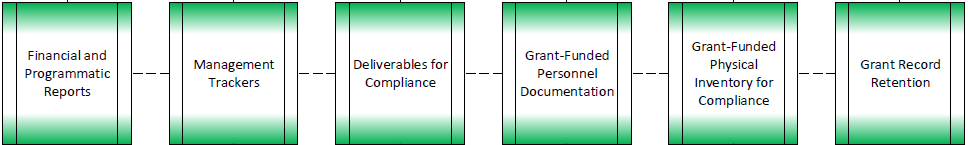 Financial and
Programmatic
Reports
Management
Trackers
Deliverables for
Compliance
Grant-Funded
Personnel
Documentation
Grant-Funded
Physical
Inventory for
Compliance
Grant Record
Retention